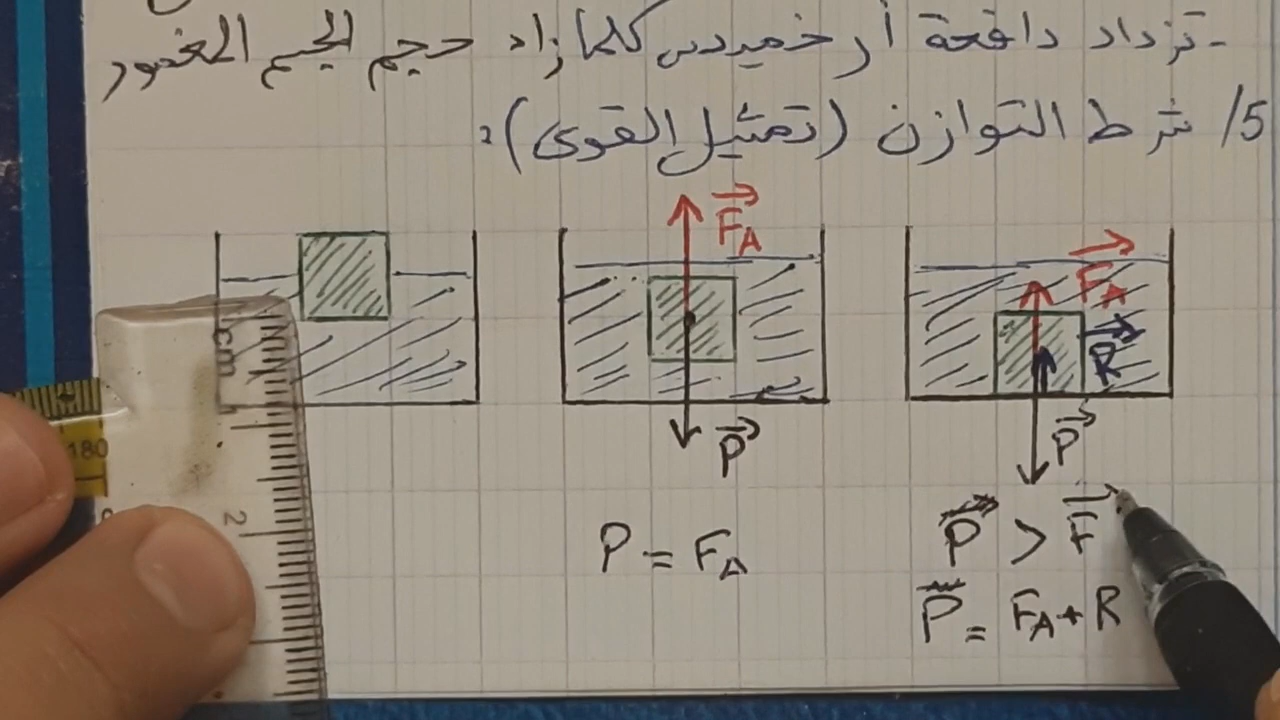 - تزداد دافعة أرخميدس كلما زاد حجم الجسم المغمور
5/ شرط التوازن (تمثيل القوى):
F⃗A
F⃗A
R⃗
P⃗
P⃗
P = FA
P⃗ > F⃗
P⃗ = FA + R
cm
180
2